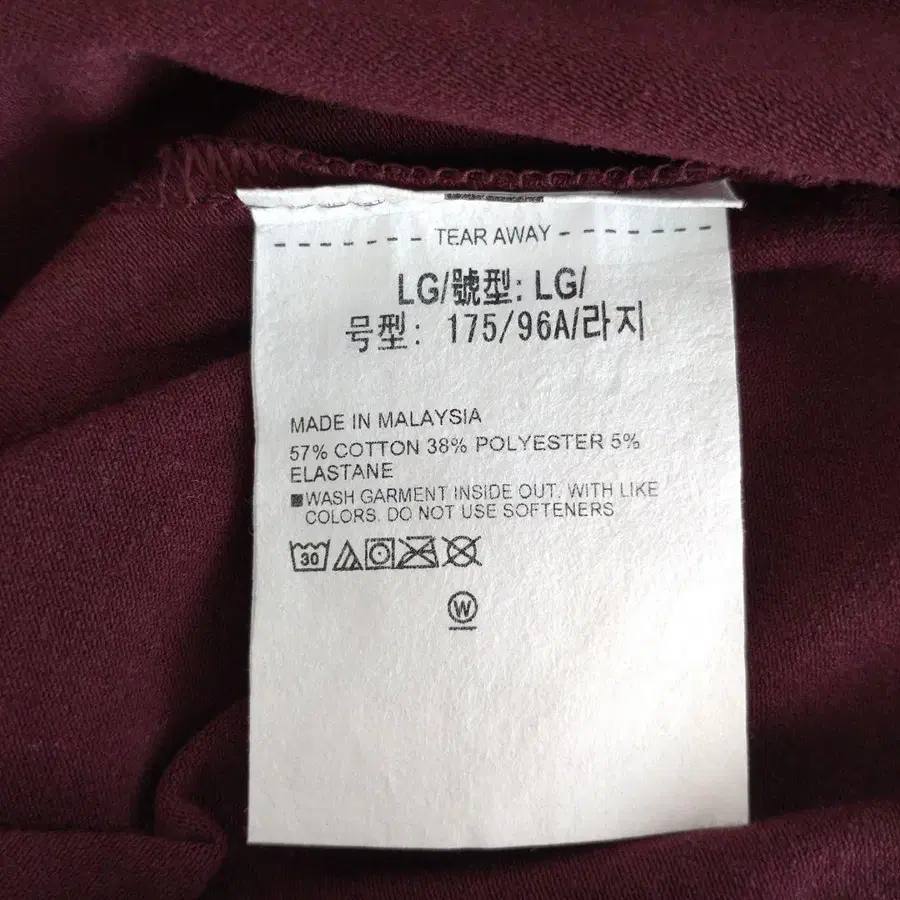 TEAR AWAY
LG/號型: LG/
号型: 175/96A/라지
MADE IN MALAYSIA
57% COTTON 38% POLYESTER 5%
ELASTANE
■WASH GARMENT INSIDE OUT, WITH LIKE
COLORS. DO NOT USE SOFTENERS
30
W